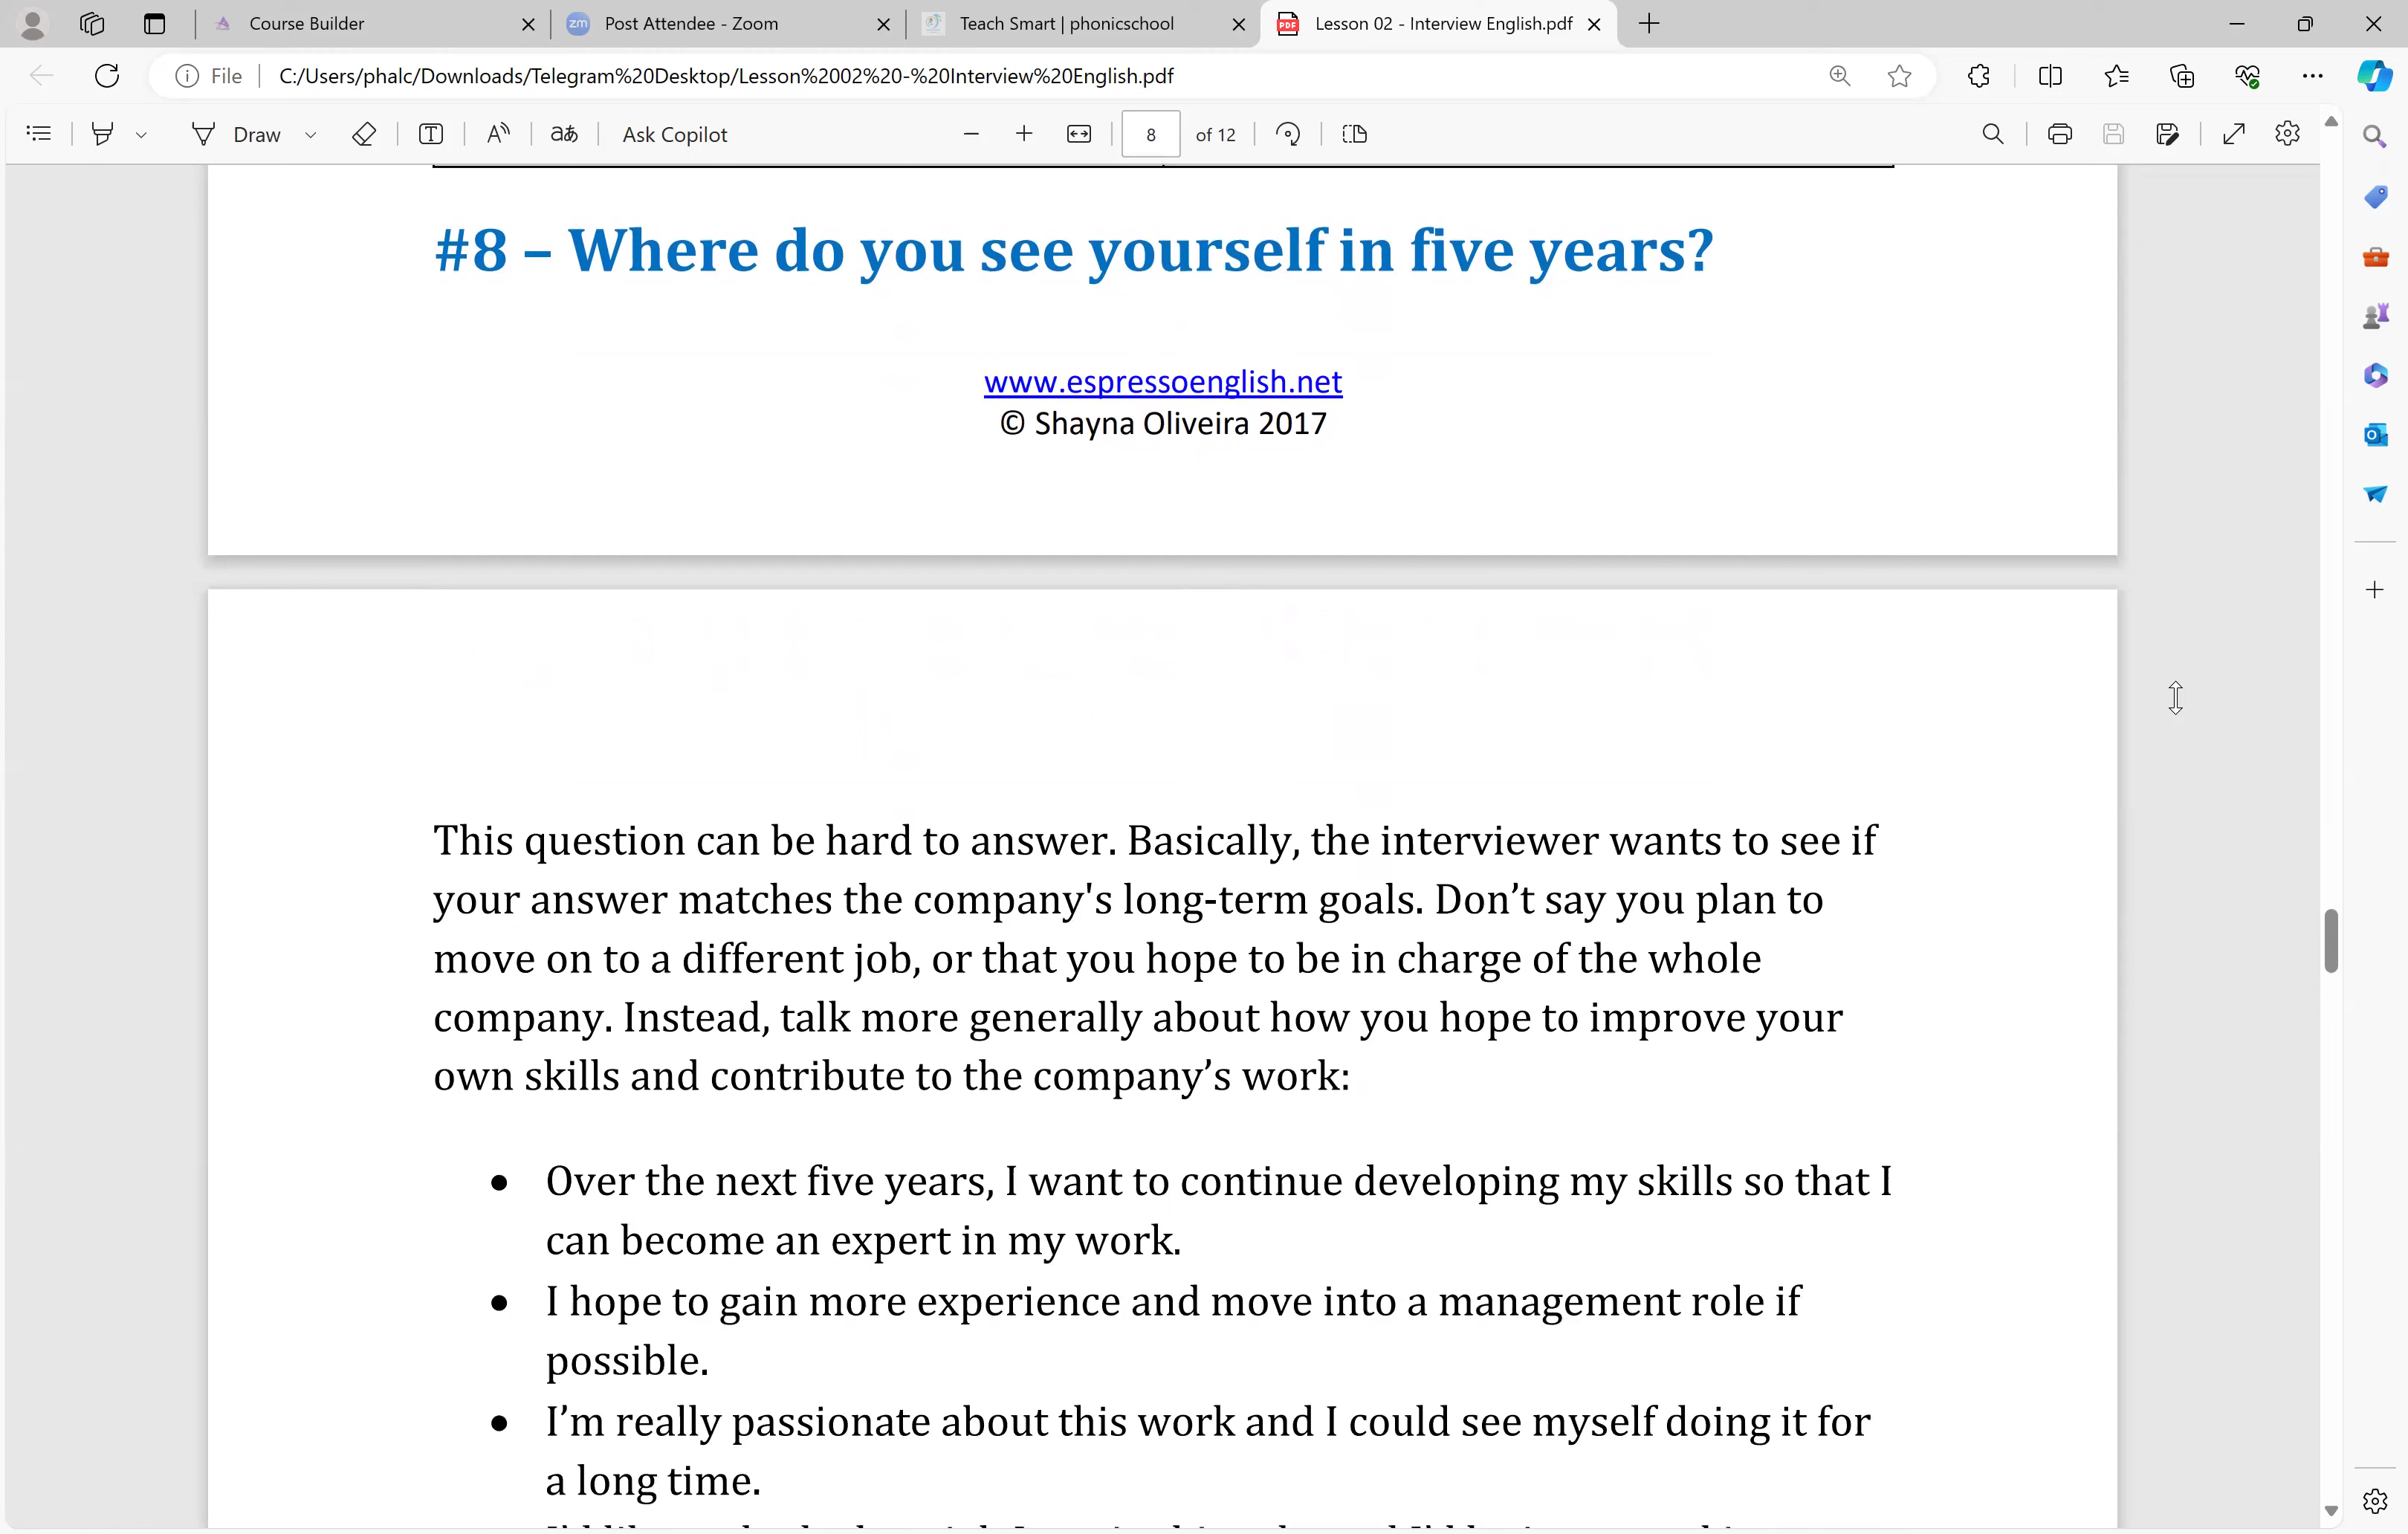 Course Builder
Post Attendee - Zoom
Teach Smart | phonicschool
Lesson 02 - Interview English.pdf
File
C:/Users/phalc/Downloads/Telegram%20Desktop/Lesson%2002%20-%20Interview%20English.pdf
Draw
Ask Copilot
8
of 12
#8 – Where do you see yourself in five years?
www.espressoenglish.net
© Shayna Oliveira 2017
This question can be hard to answer. Basically, the interviewer wants to see if
your answer matches the company's long-term goals. Don’t say you plan to
move on to a different job, or that you hope to be in charge of the whole
company. Instead, talk more generally about how you hope to improve your
own skills and contribute to the company’s work:
● Over the next five years, I want to continue developing my skills so that I
can become an expert in my work.
● I hope to gain more experience and move into a management role if
possible.
● I’m really passionate about this work and I could see myself doing it for
a long time.